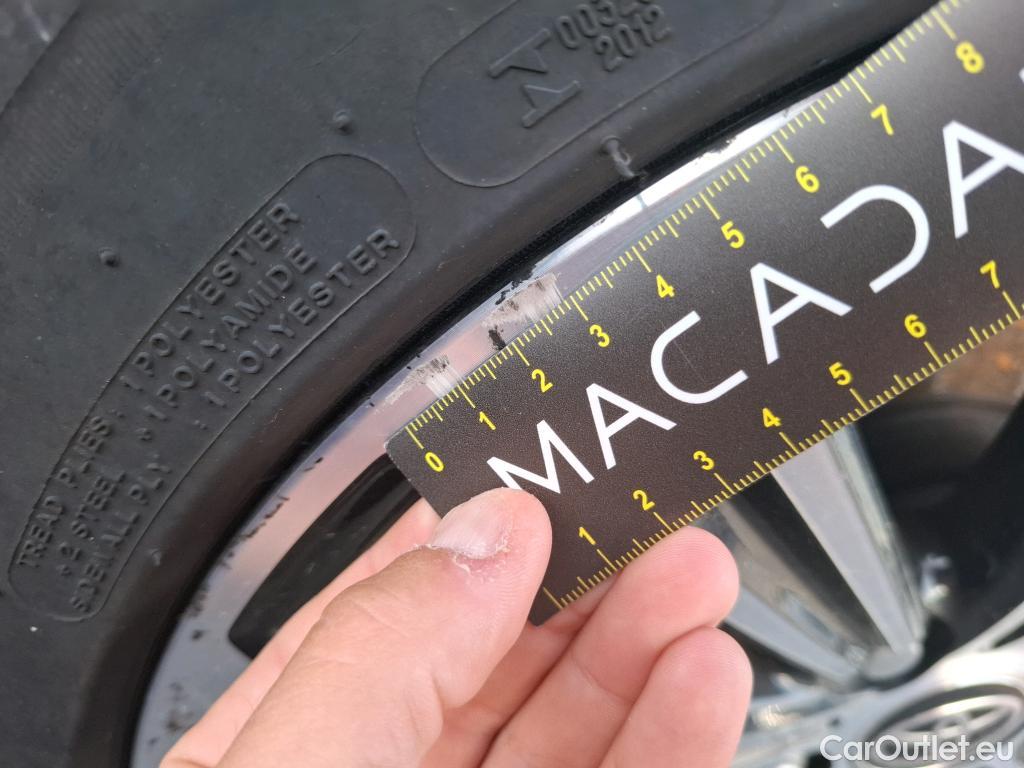 2012
TREAD PLIES: 1 POLYESTER
+ 2 STEEL + 1 POLYAMIDE
SIDEWALL PLY : 1 POLYESTER
0 1 2 3 4 5 6 7 8
MACADA
1 2 3 4 5 6 7
CarOutlet.eu